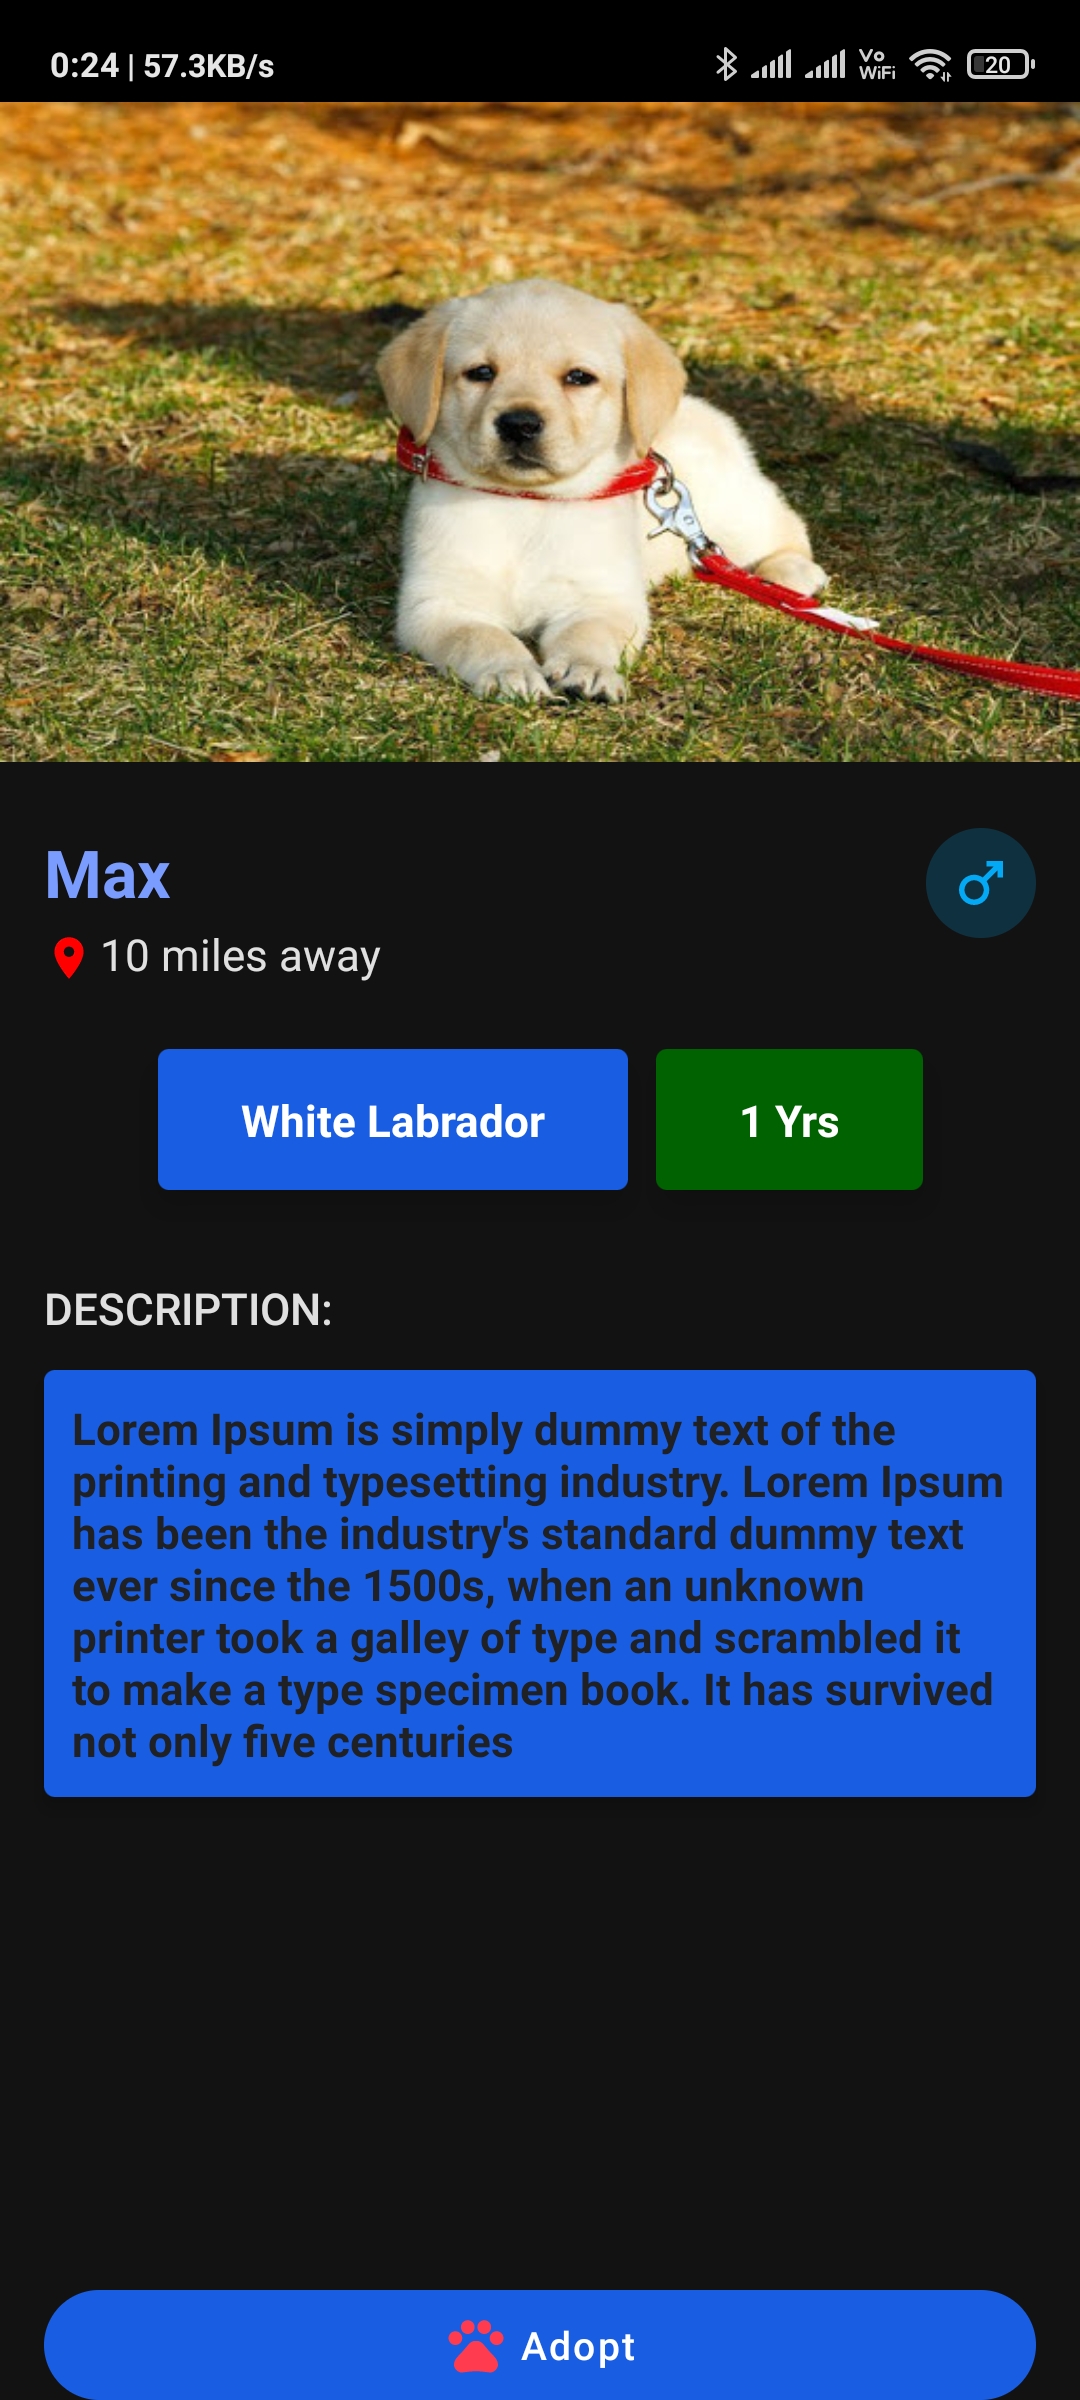 0:24 | 57.3KB/s
Vo
WiFi
20
Max
10 miles away
White Labrador
1 Yrs
DESCRIPTION:
Lorem Ipsum is simply dummy text of the
printing and typesetting industry. Lorem Ipsum
has been the industry's standard dummy text
ever since the 1500s, when an unknown
printer took a galley of type and scrambled it
to make a type specimen book. It has survived
not only five centuries
Adopt